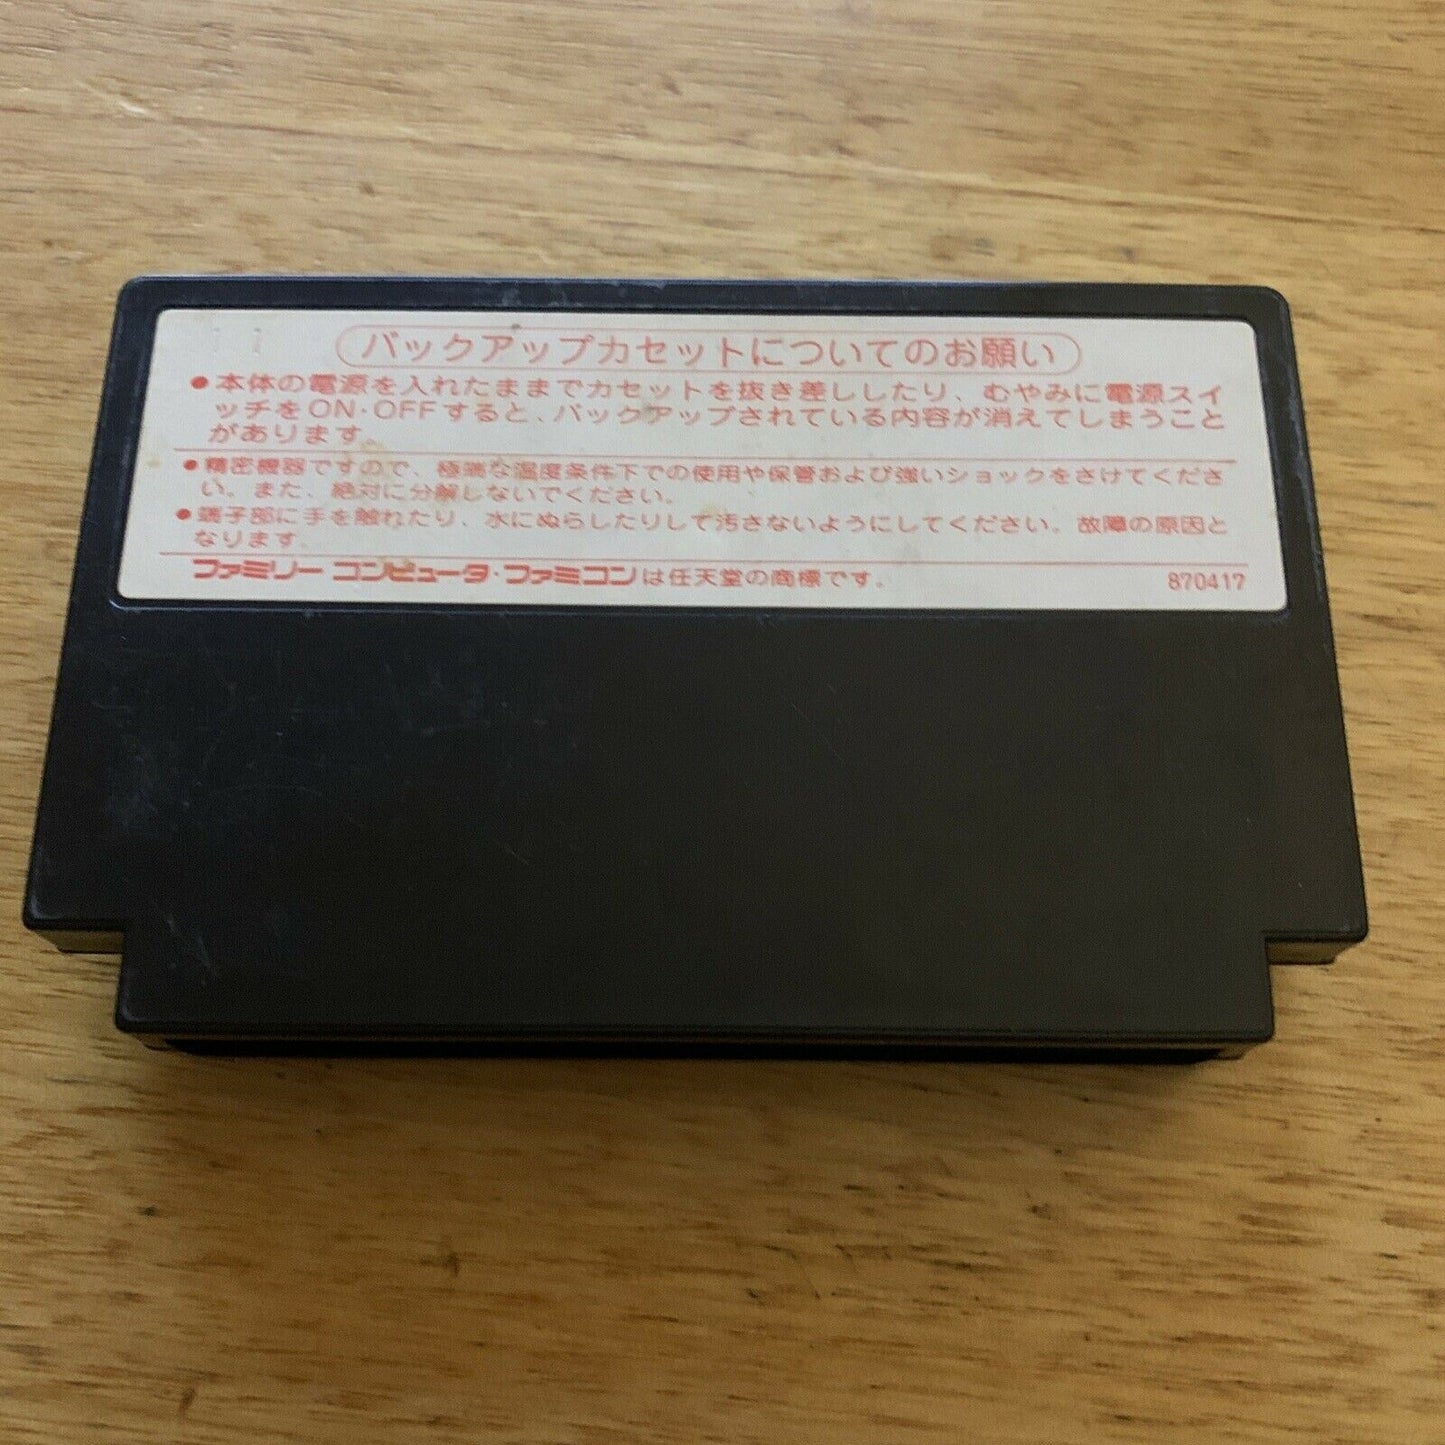 バックアップカセットについてのお願い
●本体の電源を入れたままでカセットを抜き差ししたり、むやみに電源スイ
ッチをON・OFFすると、バックアップされている内容が消えてしまうこと
があります。
●精密機器ですので、極端な温度条件下での使用や保管および強いショックをさけてくださ
い。また、絶対に分解しないでください。
●端子部に手を触れたり、水にぬらしたりして汚さないようにしてください。故障の原因と
なります。
ファミリー コンピュータ・ファミコンは任天堂の商標です。 870417